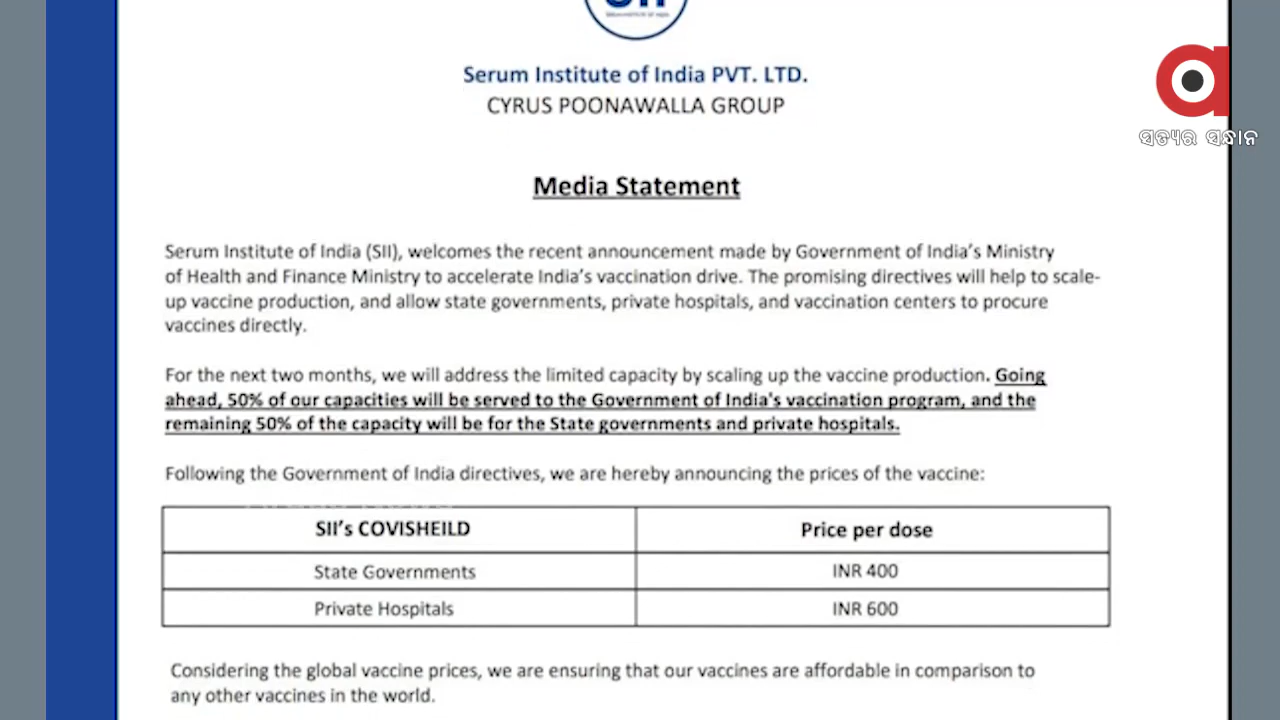 SII
Serum Institute of India PVT. LTD.
CYRUS POONAWALLA GROUP
ସତ୍ୟର ସନ୍ଧାନ
Media Statement
Serum Institute of India (SII), welcomes the recent announcement made by Government of India's Ministry
of Health and Finance Ministry to accelerate India's vaccination drive. The promising directives will help to scale-
up vaccine production, and allow state governments, private hospitals, and vaccination centers to procure
vaccines directly.
For the next two months, we will address the limited capacity by scaling up the vaccine production. Going
ahead, 50% of our capacities will be served to the Government of India's vaccination program, and the
remaining 50% of the capacity will be for the State governments and private hospitals.
Following the Government of India directives, we are hereby announcing the prices of the vaccine:
SII's COVISHEILD Price per dose
State Governments INR 400
Private Hospitals INR 600
Considering the global vaccine prices, we are ensuring that our vaccines are affordable in comparison to
any other vaccines in the world.